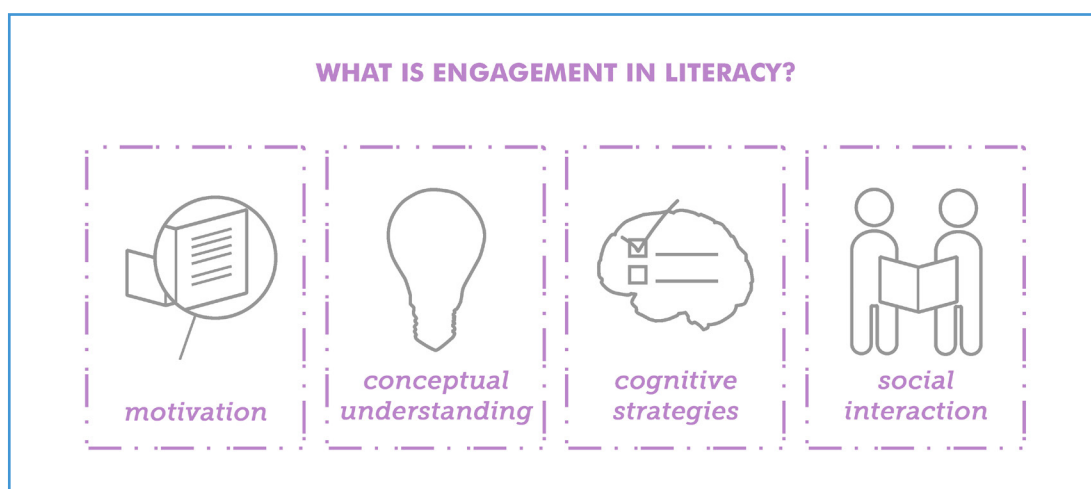 WHAT IS ENGAGEMENT IN LITERACY?
motivation
conceptual
understanding
cognitive
strategies
social
interaction